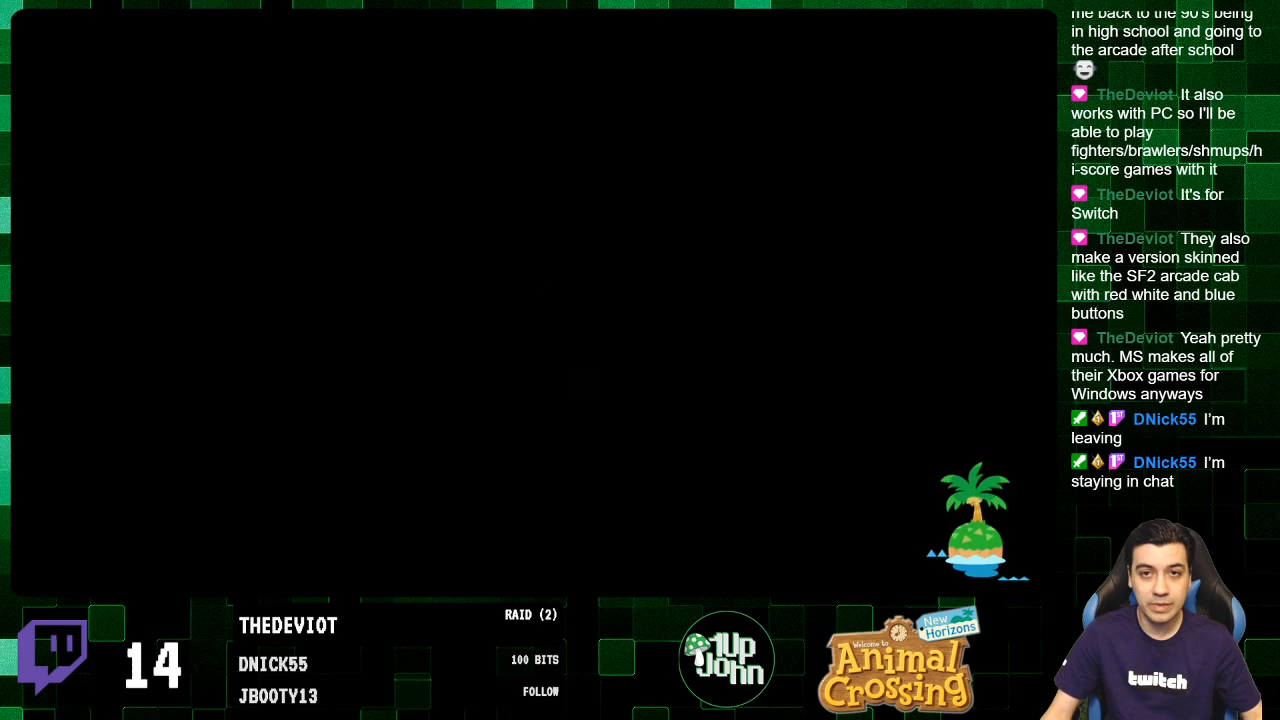 me back to the 90's being
in high school and going to
the arcade after school
TheDeviot It also
works with PC so I'll be
able to play
fighters/brawlers/shmups/h
i-score games with it
TheDeviot It's for
Switch
TheDeviot They also
make a version skinned
like the SF2 arcade cab
with red white and blue
buttons
TheDeviot Yeah pretty
much. MS makes all of
their Xbox games for
Windows anyways
1ST DNick55 I'm
leaving
1ST DNick55 I'm
staying in chat
14
THEDEVIOT RAID (2)
DNICK55 100 BITS
JBOOTY13 FOLLOW
1Up
John
New
Horizons
Welcome to
Animal
Crossing
twitch